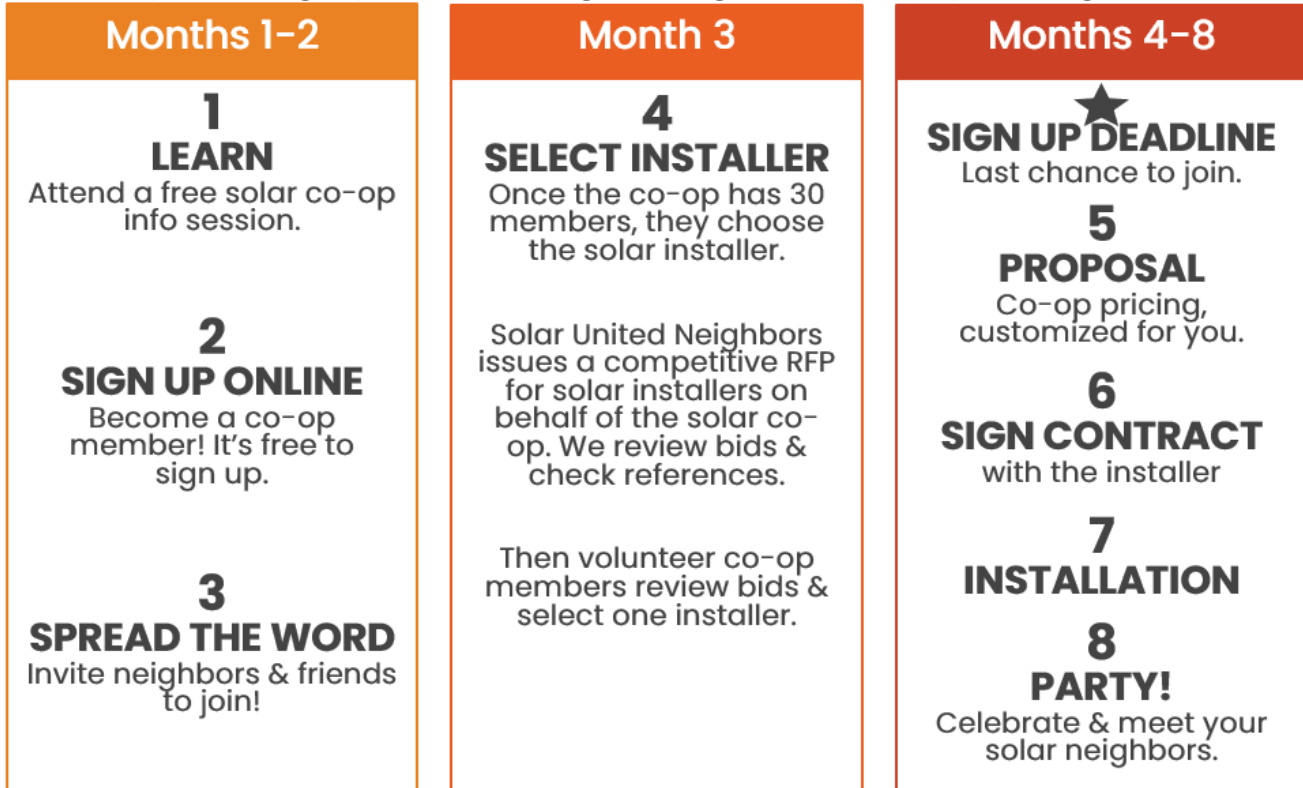 Months 1-2
1
LEARN
Attend a free solar co-op
info session.
2
SIGN UP ONLINE
Become a co-op
member! It's free to
sign up.
3
SPREAD THE WORD
Invite neighbors & friends
to join!
Month 3
4
SELECT INSTALLER
Once the co-op has 30
members, they choose
the solar installer.
Solar United Neighbors
issues a competitive RFP
for solar installers on
behalf of the solar co-
op. We review bids &
check references.
Then volunteer co-op
members review bids &
select one installer.
Months 4-8
SIGN UP DEADLINE
Last chance to join.
5
PROPOSAL
Co-op pricing,
customized for you.
6
SIGN CONTRACT
with the installer
7
INSTALLATION
8
PARTY!
Celebrate & meet your
solar neighbors.